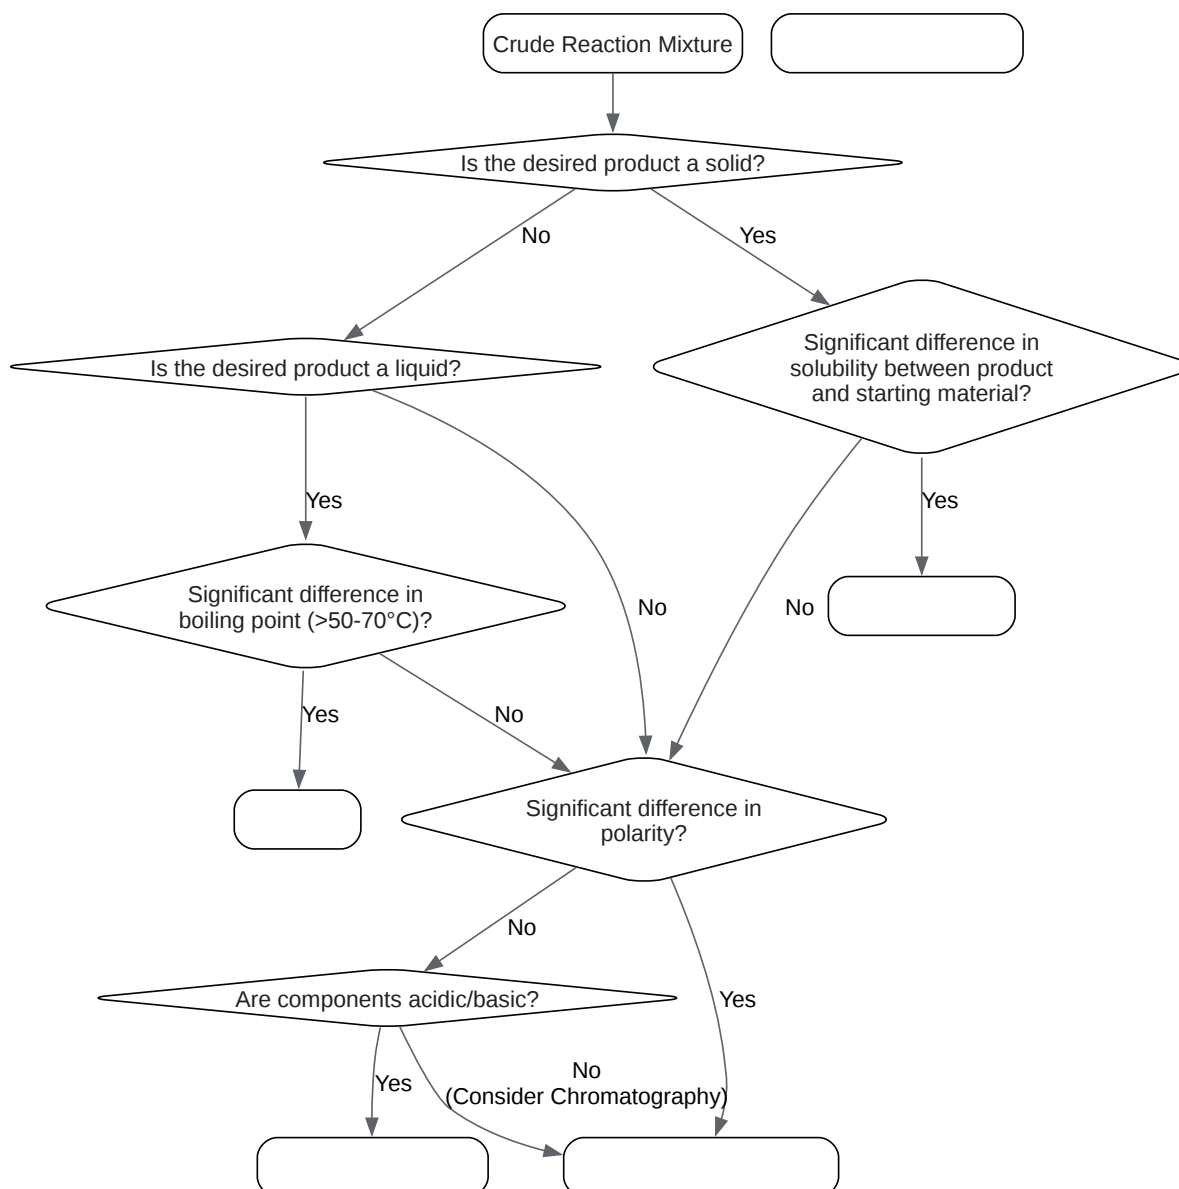 Crude Reaction Mixture
Is the desired product a solid?
No
Yes
Significant difference in
solubility between product
and starting material?
Is the desired product a liquid?
Yes
Yes
Significant difference in
boiling point (>50-70°C)?
No
No
Yes
No
Significant difference in
polarity?
No
Are components acidic/basic?
Yes
No
(Consider Chromatography)
Yes